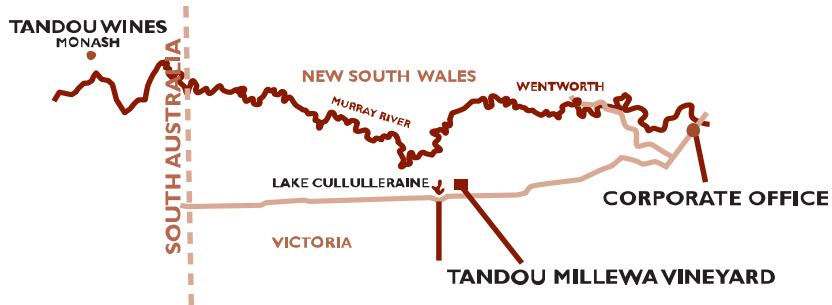 TANDOU WINES
MONASH
SOUTH AUSTRALIA
NEW SOUTH WALES
MURRAY RIVER
WENTWORTH
LAKE CULLULLERAINE
CORPORATE OFFICE
VICTORIA
TANDOU MILLEWA VINEYARD